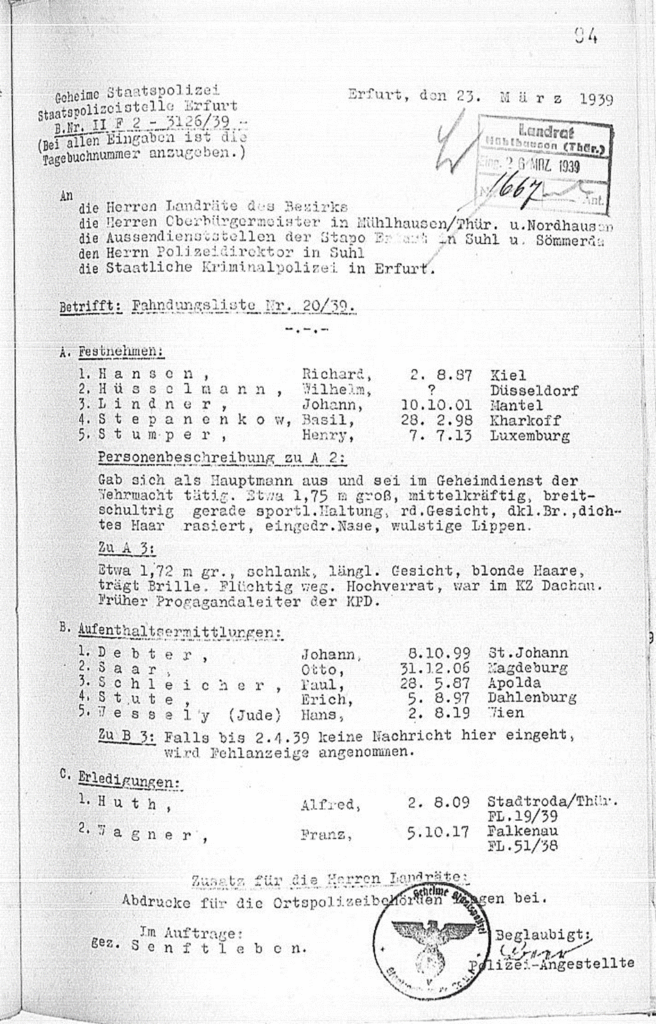 94
Geheime Staatspolizei
Staatspolizeistelle Erfurt
B.Nr. II F 2 - 3126/39 -
(Bei allen Eingaben ist die
Tagebuchnummer anzugeben.)
Erfurt, den 23. März 1939
Landrat
Mühlhausen (Thür.)
Eing. 26. MRZ. 1939
1667 Ant.
An
die Herren Landräte des Bezirks
die Herren Oberbürgermeister in Mühlhausen/Thür. u.Nordhausen
die Aussendienststellen der Stapo Erfurt in Suhl u. Sömmerda
den Herrn Polizeidirektor in Suhl
die Staatliche Kriminalpolizei in Erfurt.
Betrifft: Fahndungsliste Nr. 20/39.
-.-.-
A. Festnehmen:
1. Hansen, Richard, 2. 8.87 Kiel
2. Hüsselmann, Wilhelm, ? Düsseldorf
3. Lindner, Johann, 10.10.01 Mantel
4. Stepanenkow, Basil, 28. 2.98 Kharkoff
5. Stumper, Henry, 7. 7.13 Luxemburg
Personenbeschreibung zu A 2:
Gab sich als Hauptmann aus und sei im Geheimdienst der
Wehrmacht tätig. Etwa 1,75 m groß, mittelkräftig, breit-
schultrig gerade sportl.Haltung, rd.Gesicht, dkl.Br.,dich-
tes Haar rasiert, eingedr.Nase, wulstige Lippen.
Zu A 3:
Etwa 1,72 m gr., schlank, längl. Gesicht, blonde Haare,
trägt Brille. Flüchtig weg. Hochverrat, war im KZ Dachau.
Früher Progagandaleiter der KPD.
B. Aufenthaltsermittlungen:
1. Debter, Johann, 8.10.99 St.Johann
2. Saar, Otto, 31.12.06 Magdeburg
3. Schleicher, Paul, 28. 5.87 Apolda
4. Stute, Erich, 5. 8.97 Dahlenburg
5. Wessely (Jude) Hans, 2. 8.19 Wien
Zu B 3: Falls bis 2.4.39 keine Nachricht hier eingeht,
wird Fehlanzeige angenommen.
C. Erledigungen:
1. Huth, Alfred, 2. 8.09 Stadtroda/Thür.
FL.19/39
2. Wagner, Franz, 5.10.17 Falkenau
FL.51/38
Zusatz für die Herren Landräte:
Abdrucke für die Ortspolizeibehörden liegen bei.
Im Auftrage:
gez. Senftleben.
Geheime Staatspolizei
Beglaubigt:
Polizei-Angestellte